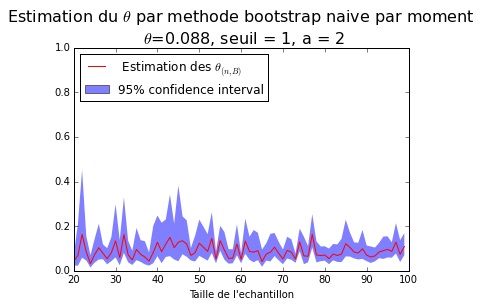 Estimation du θ par methode bootstrap naive par moment
θ=0.088, seuil = 1, a = 2
1.0
0.8
0.6
0.4
0.2
0.0
Estimation des θ(n,B)
95% confidence interval
20 30 40 50 60 70 80 90 100
Taille de l'echantillon